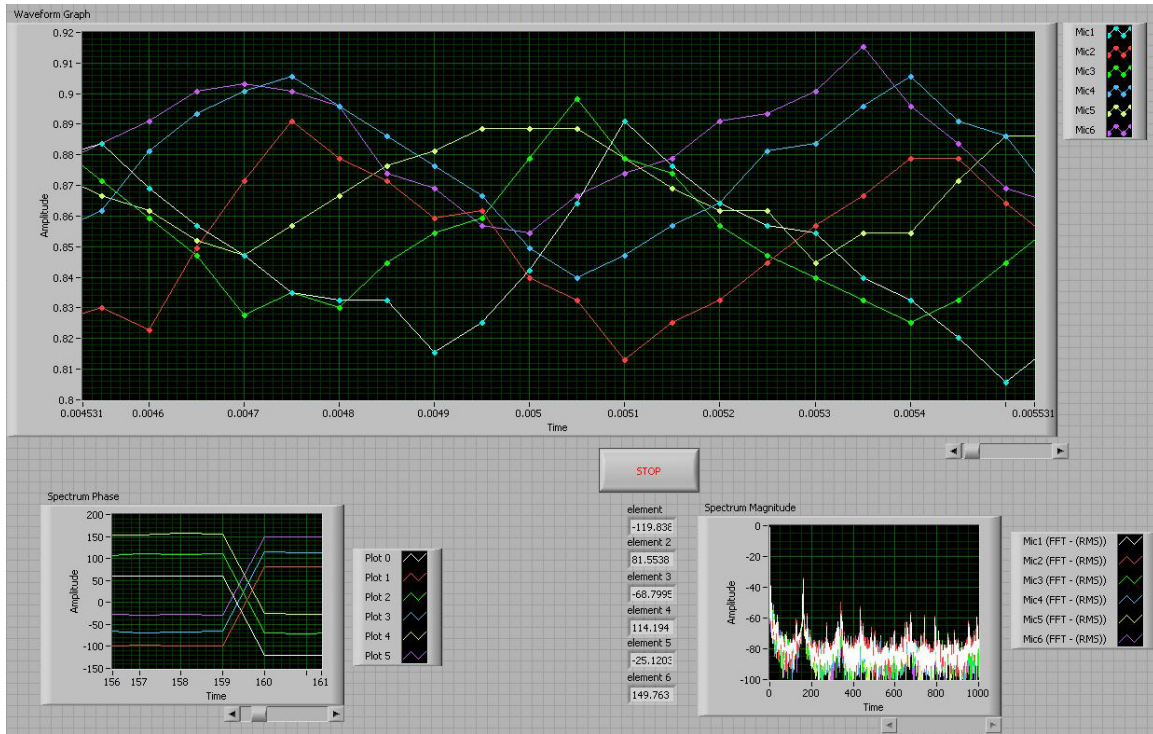 Waveform Graph
0.92
0.91
0.9
0.89
0.88
0.87
0.86
0.85
0.84
0.83
0.82
0.81
0.8
Amplitude
0.004531 0.0046 0.0047 0.0048 0.0049 0.005 0.0051 0.0052 0.0053 0.0054 0.005531
Time
Mic1
Mic2
Mic3
Mic4
Mic5
Mic6
STOP
Spectrum Phase
200
150
100
50
0
-50
-100
-150
Amplitude
156 157 158 159 160 161
Time
Plot 0
Plot 1
Plot 2
Plot 3
Plot 4
Plot 5
element
-119.838
element 2
81.5538
element 3
-68.7995
element 4
114.194
element 5
-25.1203
element 6
149.763
Spectrum Magnitude
0
-20
-40
-60
-80
-100
Amplitude
0 200 400 600 800 1000
Time
Mic1 (FFT - (RMS))
Mic2 (FFT - (RMS))
Mic3 (FFT - (RMS))
Mic4 (FFT - (RMS))
Mic5 (FFT - (RMS))
Mic6 (FFT - (RMS))